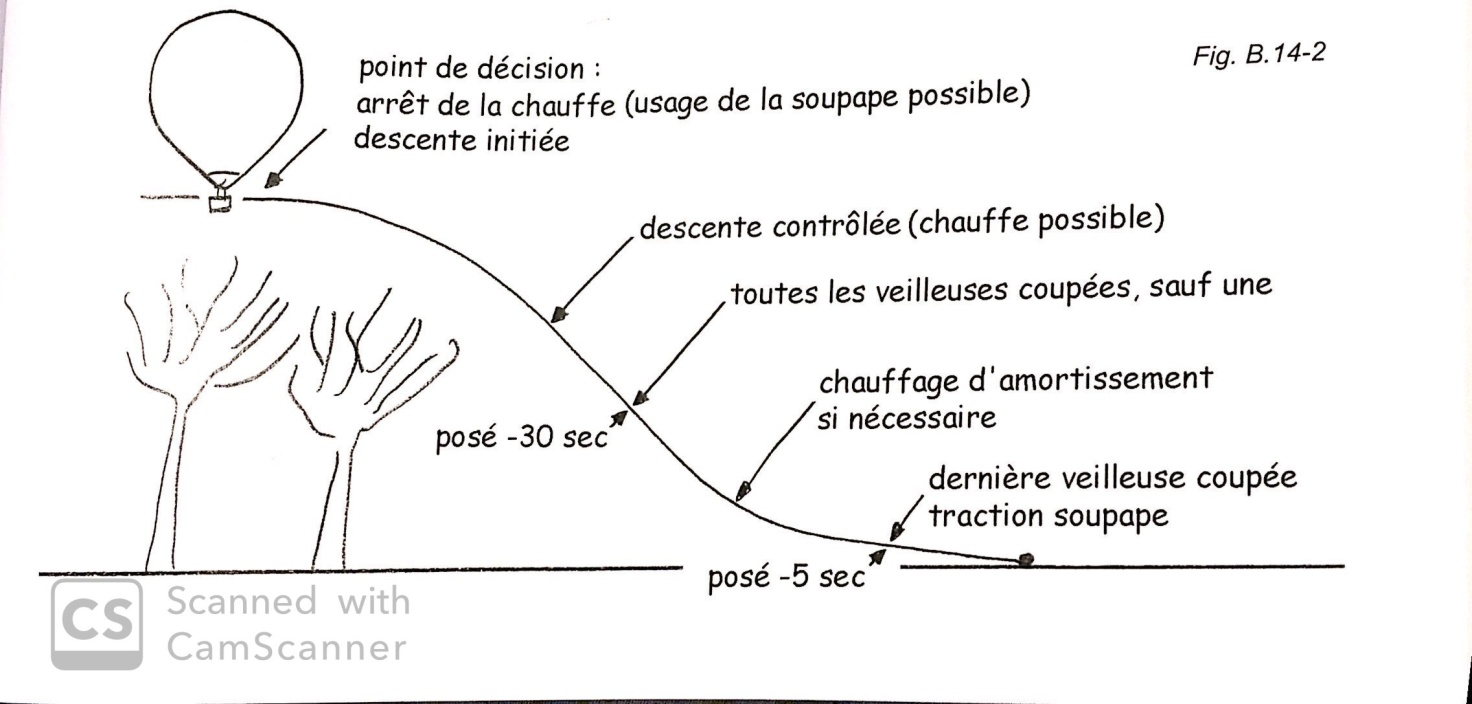 Fig. B.14-2
point de décision :
arrêt de la chauffe (usage de la soupape possible)
descente initiée
descente contrôlée (chauffe possible)
toutes les veilleuses coupées, sauf une
chauffage d'amortissement
si nécessaire
posé -30 sec
dernière veilleuse coupée
traction soupape
posé -5 sec
CS
Scanned with
CamScanner